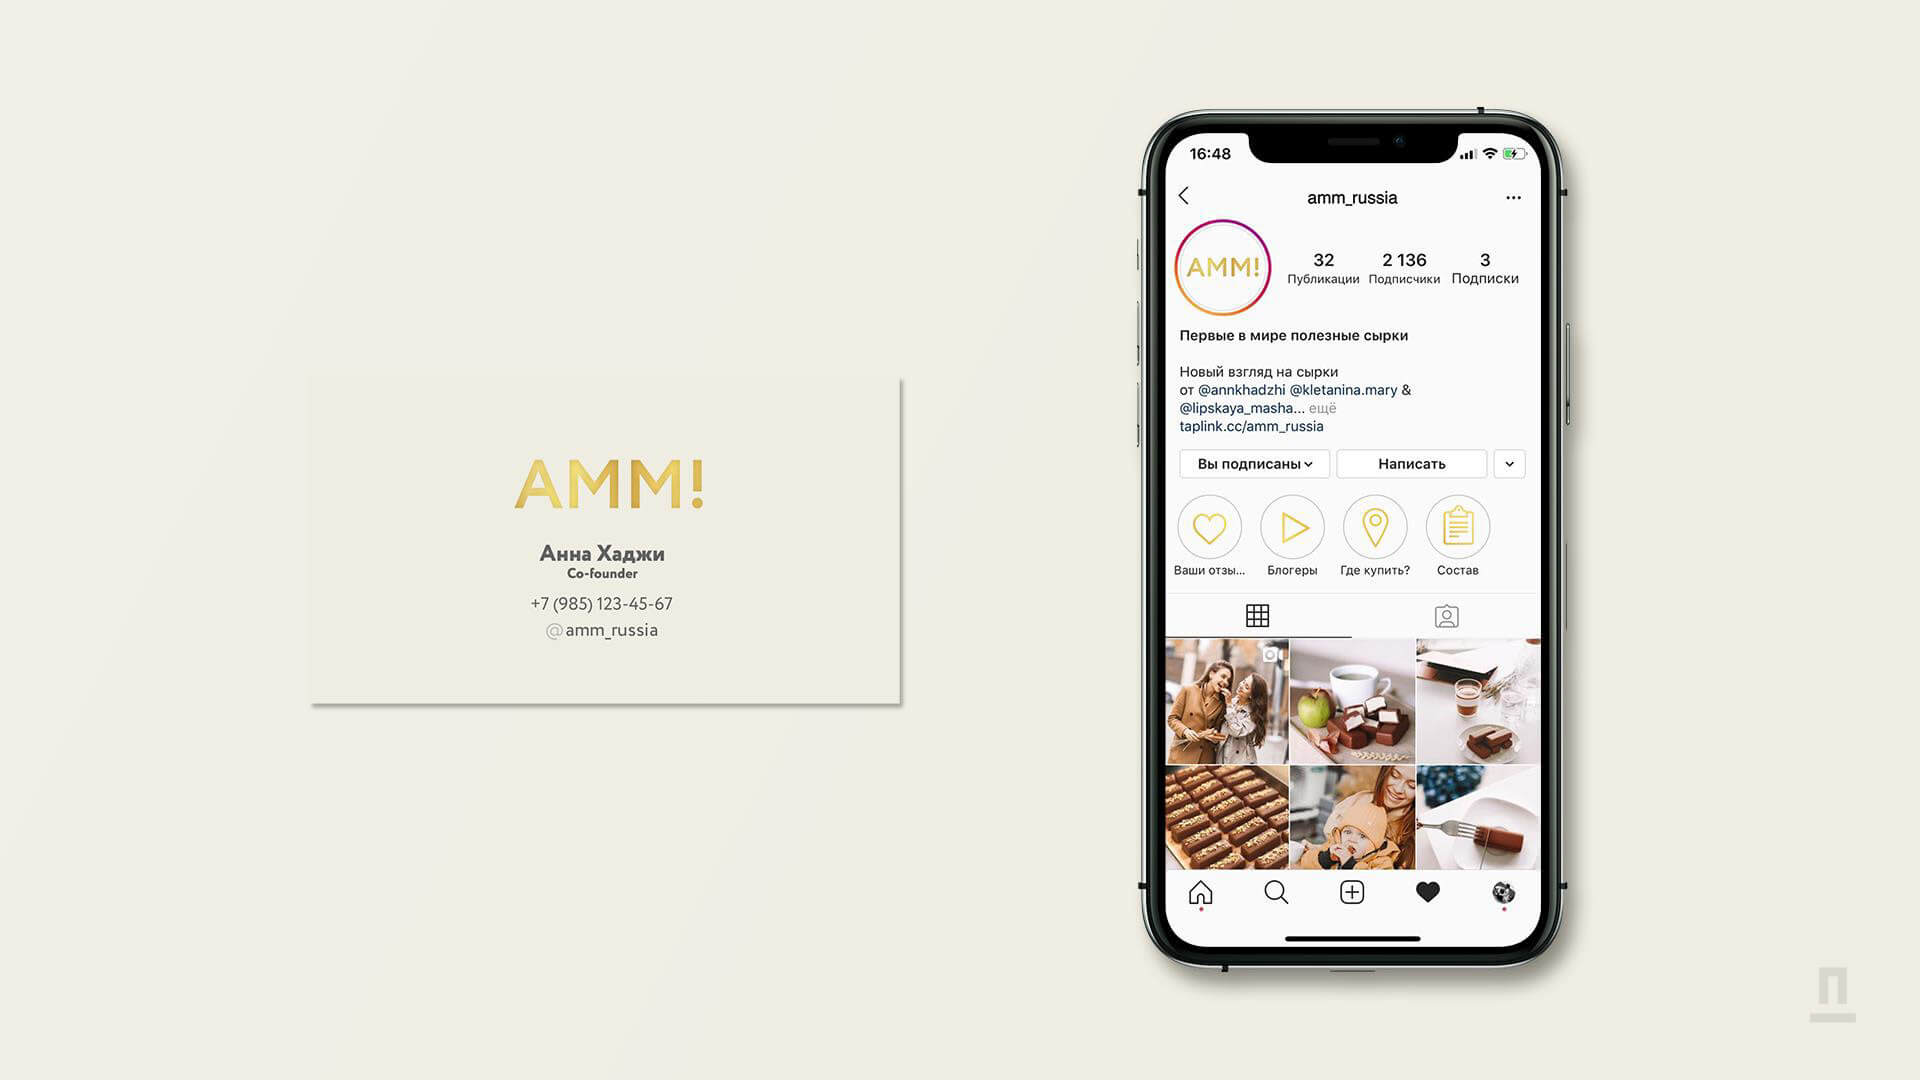 AMM!
Анна Хаджи
Co-founder
+7 (985) 123-45-67
@amm_russia
16:48
amm_russia
AMM!
32
2 136
3
Публикации
Подписчики
Подписки
Первые в мире полезные сырки
Новый взгляд на сырки
от @annkhadzhi @kletanina.mary &
@lipskaya_masha... ещё
taplink.cc/amm_russia
Вы подписаны
Написать
Ваши отзы...
Блогеры
Где купить?
Состав